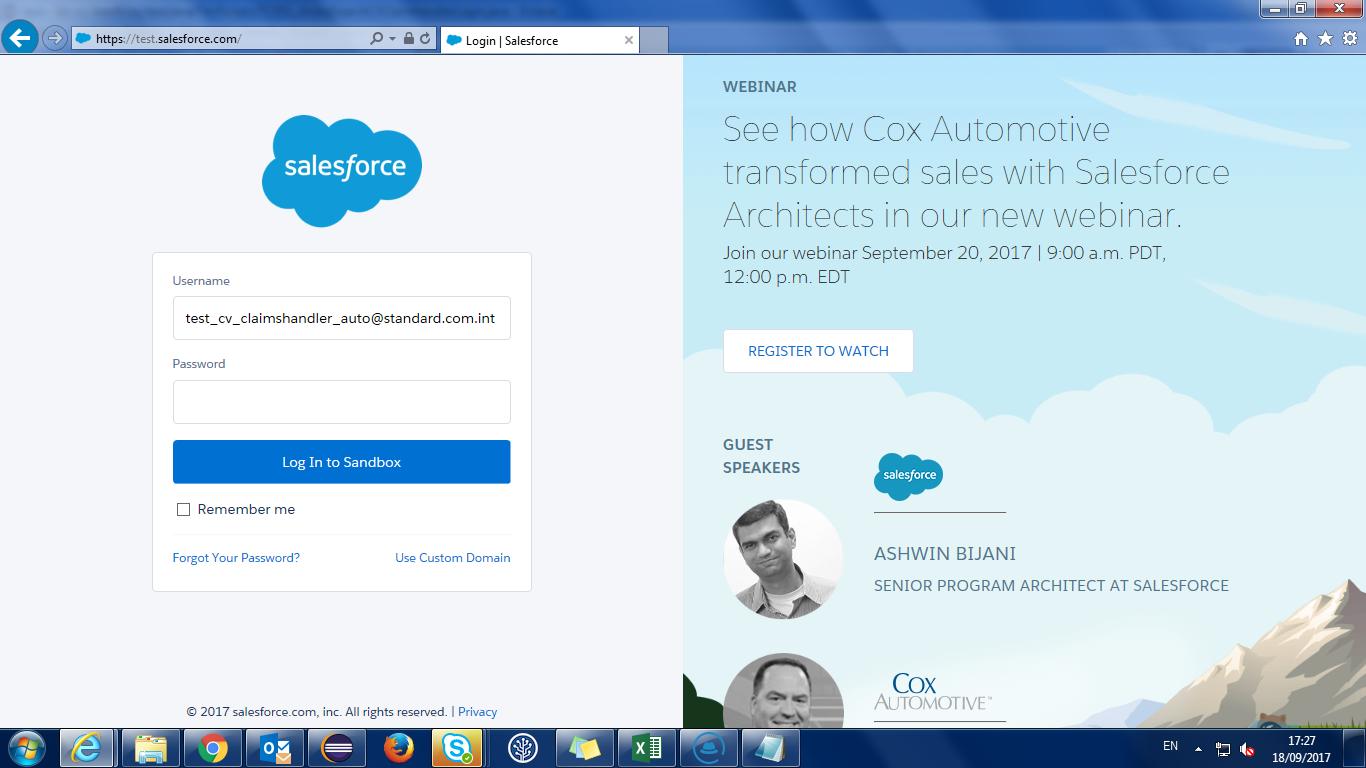 https://test.salesforce.com/
Login | Salesforce
salesforce
Username
test_cv_claimshandler_auto@standard.com.int
Password
Log In to Sandbox
Remember me
Forgot Your Password?
Use Custom Domain
© 2017 salesforce.com, inc. All rights reserved. | Privacy
WEBINAR
See how Cox Automotive
transformed sales with Salesforce
Architects in our new webinar.
Join our webinar September 20, 2017 | 9:00 a.m. PDT,
12:00 p.m. EDT
REGISTER TO WATCH
GUEST
SPEAKERS
salesforce
ASHWIN BIJANI
SENIOR PROGRAM ARCHITECT AT SALESFORCE
COX
AUTOMOTIVE™
EN
17:27
18/09/2017